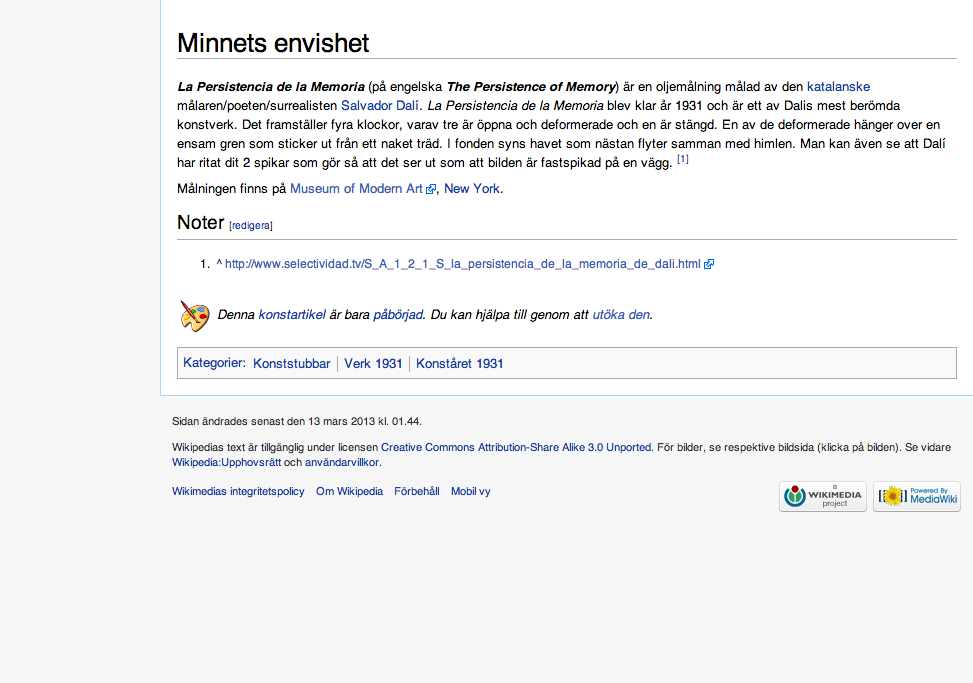 Minnets envishet
La Persistencia de la Memoria (på engelska The Persistence of Memory) är en oljemålning målad av den katalanske
målaren/poeten/surrealisten Salvador Dalí. La Persistencia de la Memoria blev klar år 1931 och är ett av Dalis mest berömda
konstverk. Det framställer fyra klockor, varav tre är öppna och deformerade och en är stängd. En av de deformerade hänger over en
ensam gren som sticker ut från ett naket träd. I fonden syns havet som nästan flyter samman med himlen. Man kan även se att Dalí
har ritat dit 2 spikar som gör så att det ser ut som att bilden är fastspikad på en vägg. [1]
Målningen finns på Museum of Modern Art, New York.
Noter [redigera]
1. ^ http://www.selectividad.tv/S_A_1_2_1_S_la_persistencia_de_la_memoria_de_dali.html
Denna konstartikel är bara påbörjad. Du kan hjälpa till genom att utöka den.
Kategorier: Konststubbar | Verk 1931 | Konståret 1931
Sidan ändrades senast den 13 mars 2013 kl. 01.44.
Wikipedias text är tillgänglig under licensen Creative Commons Attribution-Share Alike 3.0 Unported. För bilder, se respektive bildsida (klicka på bilden). Se vidare
Wikipedia:Upphovsrätt och användarvillkor.
Wikimedias integritetspolicy Om Wikipedia Förbehåll Mobil vy
a
WIKIMEDIA
project
Powered By
MediaWiki